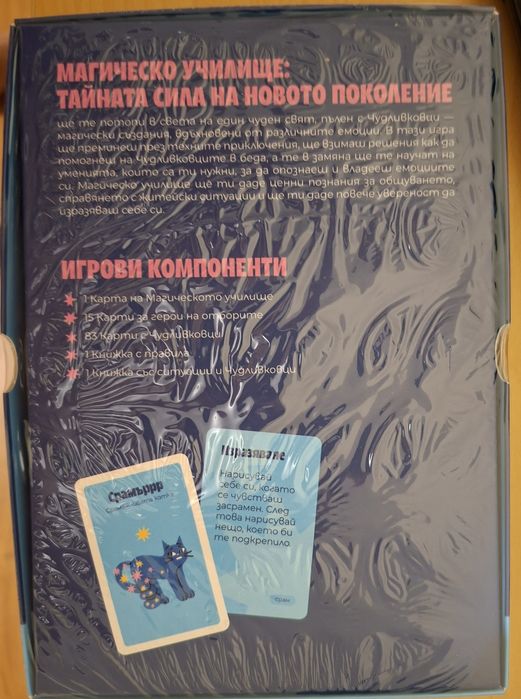 МАГИЧЕСКО УЧИЛИЩЕ:
ТАЙНАТА СИЛА НА НОВОТО ПОКОЛЕНИЕ
ще те потопи в света на един чуден свят, пълен с Чудливковци –
магически създания, вдъхновени от различните емоции. В тази игра
ще преминеш през техните приключения, ще взимаш решения как да
помогнеш на Чудливковците в беда, а те в замяна ще те научат на
уменията, които са ти нужни, за да опознаеш и владееш емоциите
си. Магическо училище ще ти даде ценни познания за общуването,
справянето с житейски ситуации и ще ти даде повече увереност да
изразяваш себе си.
ИГРОВИ КОМПОНЕНТИ
1 Карта на Магическото училище
15 Карти за герои на отборите
83 Карти с Чудливковци
1 Книжка с правила
1 Книжка със ситуации и Чудливковци
Изразяване
Нарисувай
себе си, когато
се чувстваш
засрамен. След
това нарисувай
нещо, което би
те подкрепило.
срам
Срамъррр
котка